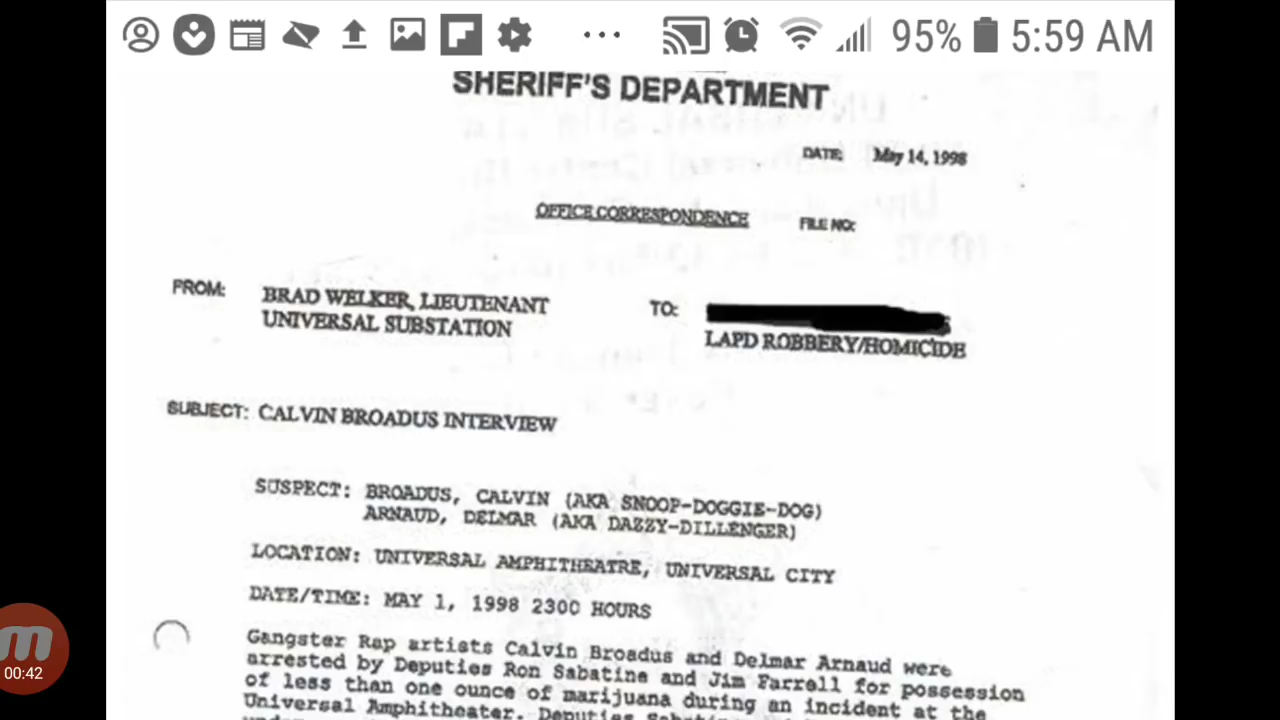 95% 5:59 AM
SHERIFF'S DEPARTMENT
DATE: May 14, 1998
OFFICE CORRESPONDENCE FILE NO:
FROM: BRAD WELKER, LIEUTENANT TO:
UNIVERSAL SUBSTATION LAPD ROBBERY/HOMICIDE
SUBJECT: CALVIN BROADUS INTERVIEW
SUSPECT: BROADUS, CALVIN (AKA SNOOP-DOGGIE-DOG)
ARNAUD, DELMAR (AKA DAZZY-DILLENGER)
LOCATION: UNIVERSAL AMPHITHEATRE, UNIVERSAL CITY
DATE/TIME: MAY 1, 1998 2300 HOURS
Gangster Rap artists Calvin Broadus and Delmar Arnaud were
arrested by Deputies Ron Sabatine and Jim Farrell for possession
of less than one ounce of marijuana during an incident at the
Universal Amphitheater. Deputies
00:42